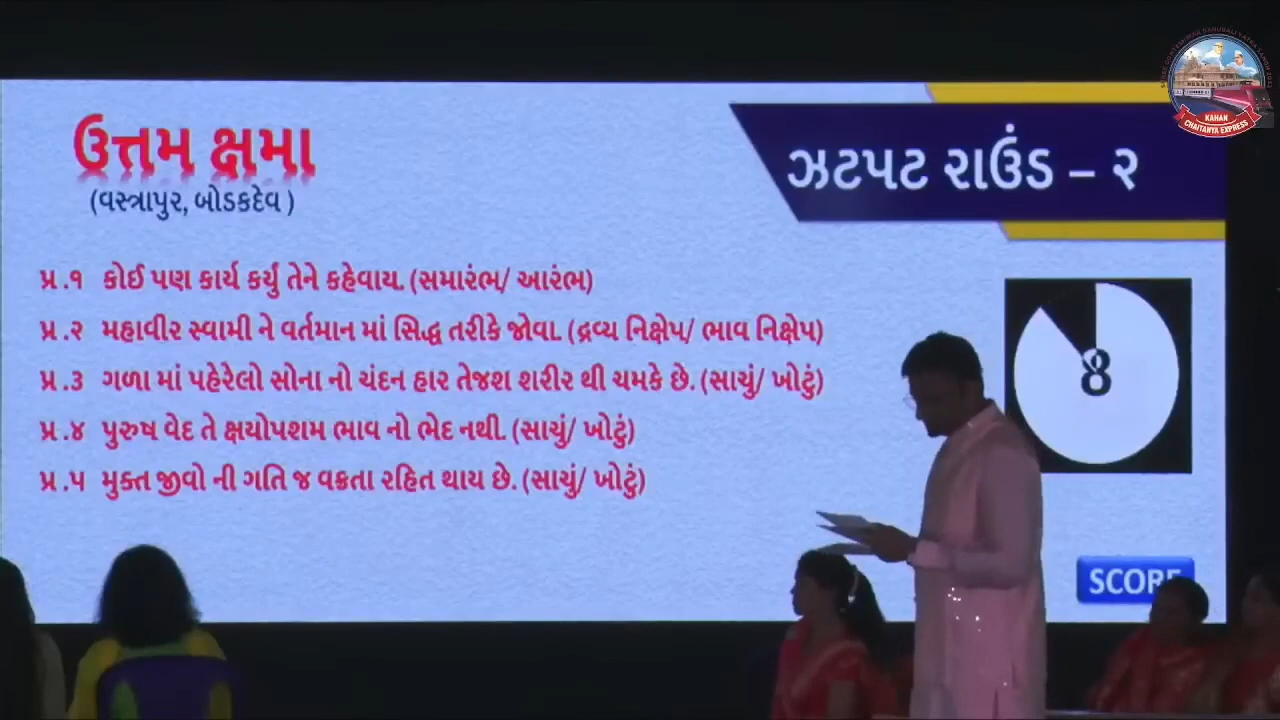 ઉત્તમ ક્ષમા
(વસ્ત્રાપુર, બોડકદેવ )
ઝટપટ રાઉંડ – ૨
પ્ર.૧ કોઈ પણ કાર્ય કર્યું તેને કહેવાય. (સમારંભ/ આરંભ)
પ્ર.૨ મહાવીર સ્વામી ને વર્તમાન માં સિદ્ધ તરીકે જોવા. (દ્રવ્ય નિક્ષેપ/ ભાવ નિક્ષેપ)
પ્ર.૩ ગળા માં પહેરેલો સોના નો ચંદન હાર તેજશ શરીર થી ચમકે છે. (સાચું/ ખોટું)
પ્ર.૪ પુરુષ વેદ તે ક્ષયોપશમ ભાવ નો ભેદ નથી. (સાચું/ ખોટું)
પ્ર.૫ મુક્ત જીવો ની ગતિ જ વક્રતા રહિત થાય છે. (સાચું/ ખોટું)
8
SCORE
KAHAN
CHAITANYA EXPRESS